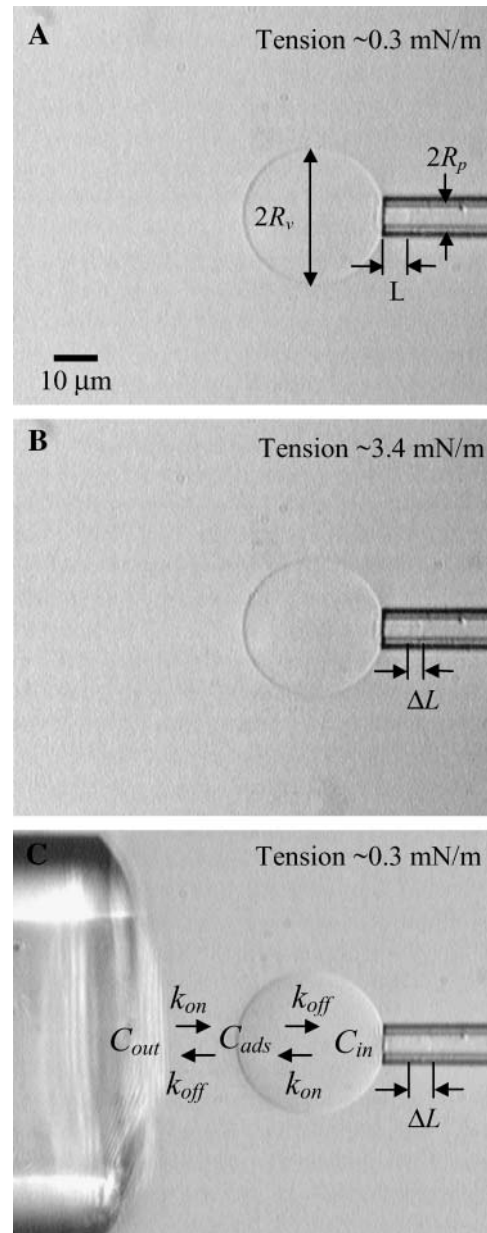 A
Tension ~0.3 mN/m
2Rₚ
2Rᵥ
L
10 μm
B
Tension ~3.4 mN/m
ΔL
C
Tension ~0.3 mN/m
kon koff
Cout Cads Cin
koff kon
ΔL